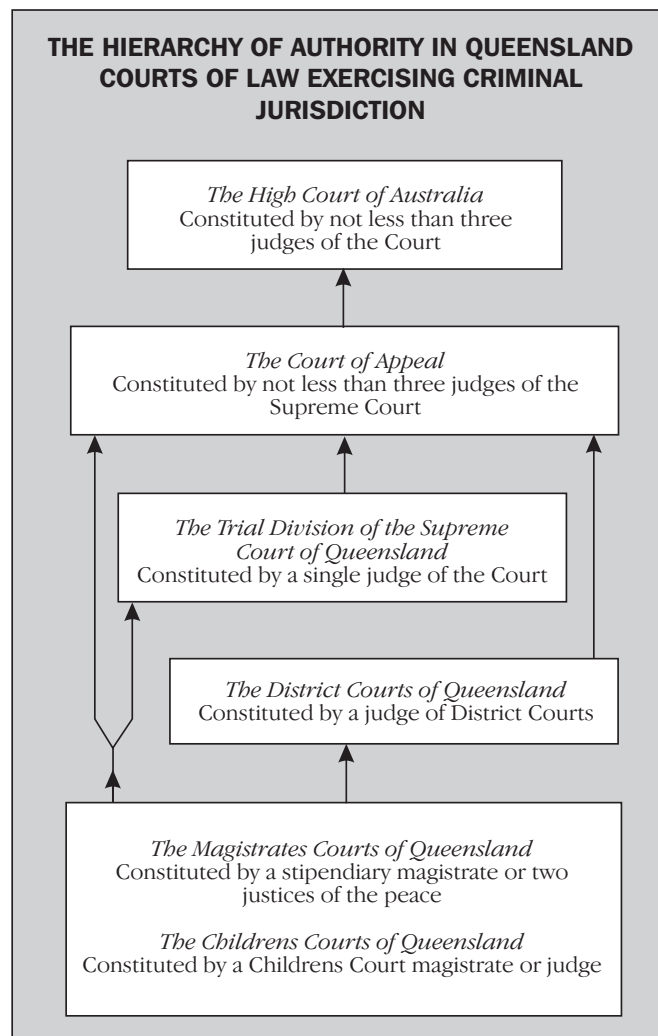 THE HIERARCHY OF AUTHORITY IN QUEENSLAND
COURTS OF LAW EXERCISING CRIMINAL
JURISDICTION
The High Court of Australia
Constituted by not less than three
judges of the Court
The Court of Appeal
Constituted by not less than three judges of the
Supreme Court
The Trial Division of the Supreme
Court of Queensland
Constituted by a single judge of the Court
The District Courts of Queensland
Constituted by a judge of District Courts
The Magistrates Courts of Queensland
Constituted by a stipendiary magistrate or two
justices of the peace
The Childrens Courts of Queensland
Constituted by a Childrens Court magistrate or judge